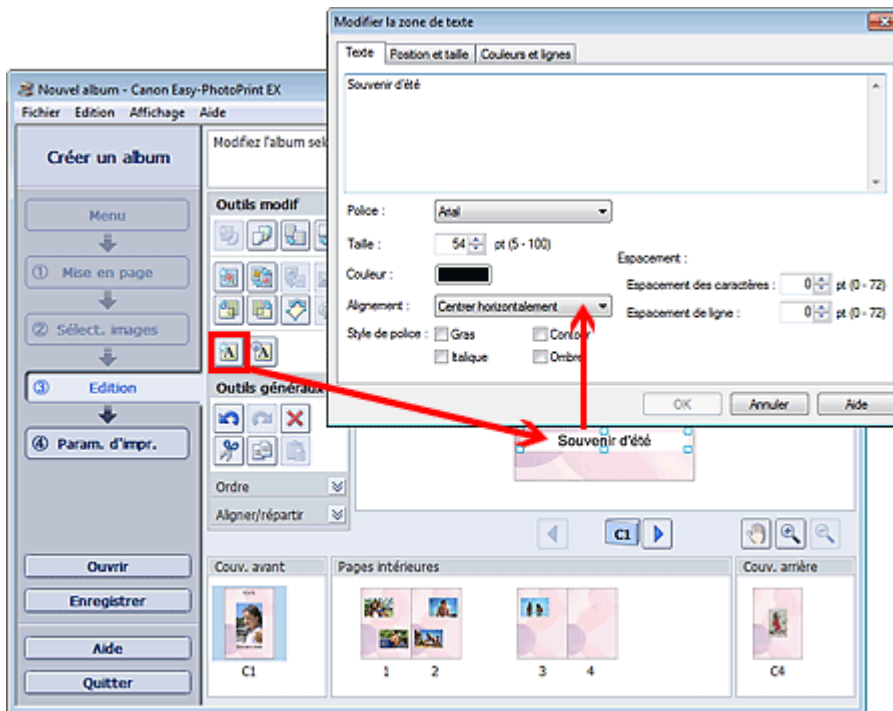 Modifier la zone de texte
Texte Position et taille Couleurs et lignes
Souvenir d'été
Police : Arial
Taille : 54 pt (5 - 100)
Couleur :
Espacement :
Espacement des caractères : 0 pt (0 - 72)
Alignement : Centrer horizontalement
Espacement de ligne : 0 pt (0 - 72)
Style de police : Gras Contour
Italique Ombre
OK Annuler Aide
Nouvel album - Canon Easy-PhotoPrint EX
Fichier Edition Affichage Aide
Créer un album
Modifiez l'album
Menu
① Mise en page
② Sélect. images
③ Edition
④ Param. d'impr.
Ouvrir
Enregistrer
Aide
Quitter
Outils modif
A A
Outils généraux
Ordre
Aligner/répartir
Souvenir d'été
C1
Couv. avant
C1
Pages intérieures
1 2 3 4
Couv. arrière
C4